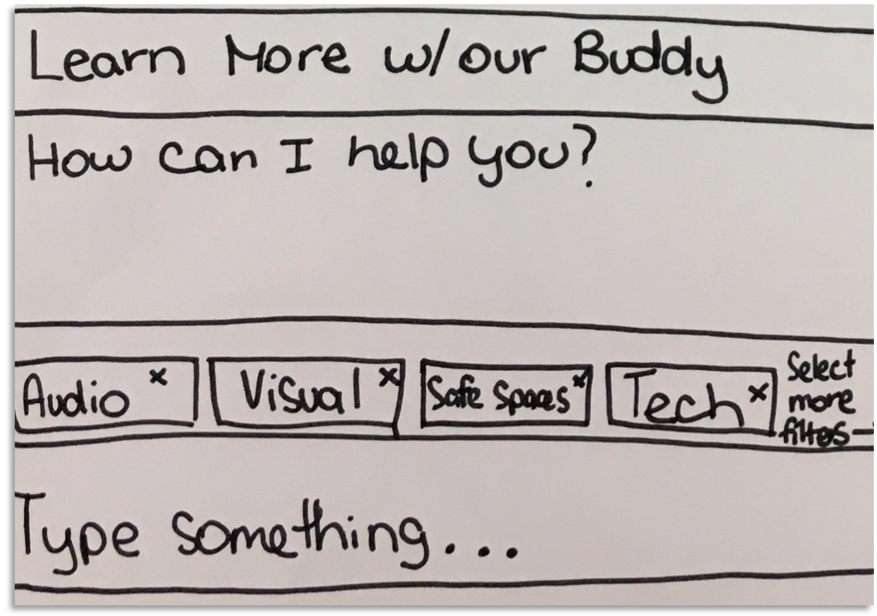 Learn More w/our Buddy
How can I help you?
Audio x
Visual x
Safe Spaces x
Tech x
Select
more
filtes
Type something...